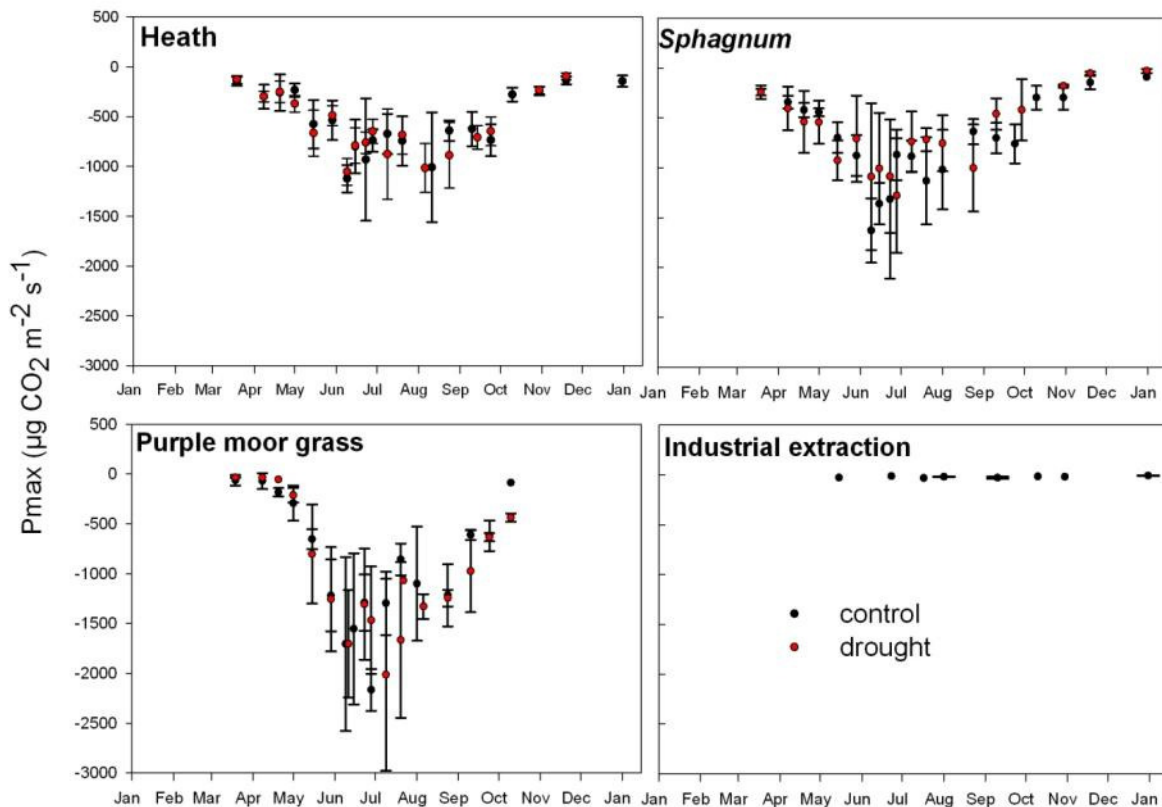 Pmax (µg CO2 m-2 s-1)
Heath
500
0
-500
-1000
-1500
-2000
-2500
-3000
Jan Feb Mar Apr May Jun Jul Aug Sep Oct Nov Dec Jan
Sphagnum
Jan Feb Mar Apr May Jun Jul Aug Sep Oct Nov Dec Jan
Purple moor grass
500
0
-500
-1000
-1500
-2000
-2500
-3000
Jan Feb Mar Apr May Jun Jul Aug Sep Oct Nov Dec Jan
Industrial extraction
control
drought
Jan Feb Mar Apr May Jun Jul Aug Sep Oct Nov Dec Jan